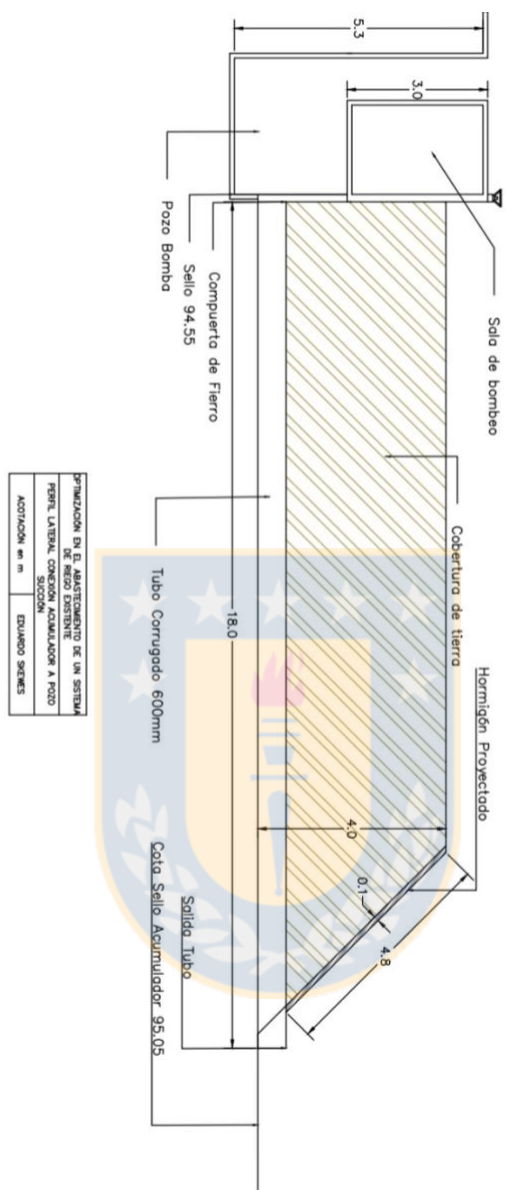 5.3
3.0
Sala de bombeo
Pozo Bomba
Sello 94.55
Compuerta de Fierro
Cobertura de tierra
Hormigón Proyectado
18.0
Tubo Corrugado 600mm
4.0
0.1
4.8
Salida Tubo
Cota Sello Acumulador 95.05
OPTIMIZACIÓN EN EL ABASTECIMIENTO DE UN SISTEMA
DE RIEGO EXISTENTE
PERFIL LATERAL CONEXIÓN ACUMULADOR A POZO
SUCCIÓN
ACOTACIÓN en m
EDUARDO SKEWES